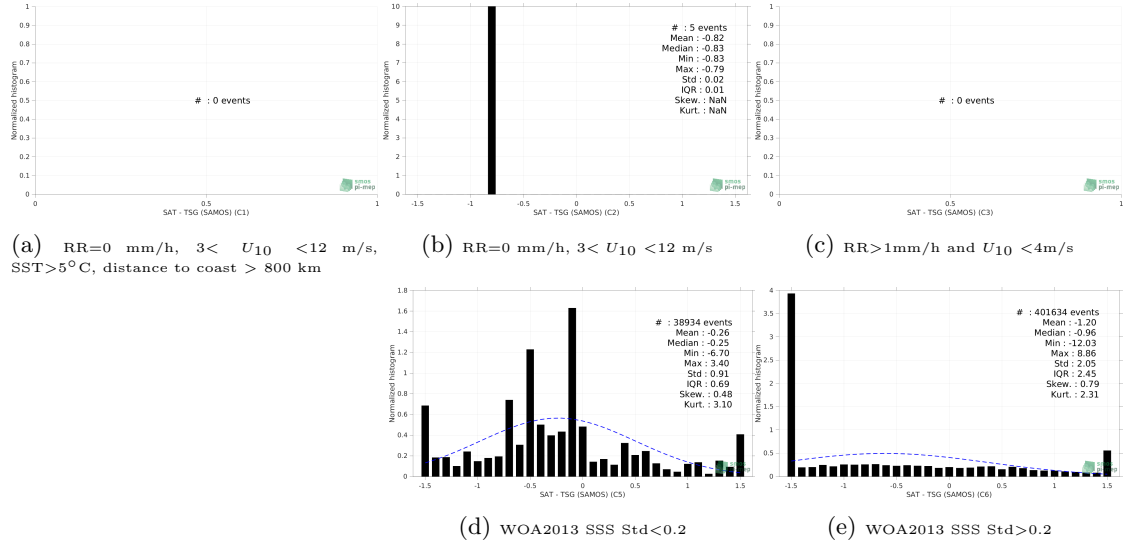 1
0.9
0.8
0.7
0.6
0.5
0.4
0.3
0.2
0.1
0
Normalized histogram
# : 0 events
0 0.5 1
SAT - TSG (SAMOS) (C1)
smos
pi-mep
(a) RR=0 mm/h, 3< U10 <12 m/s,
SST>5°C, distance to coast > 800 km
10
9
8
7
6
5
4
3
2
1
0
Normalized histogram
# : 5 events
Mean : -0.82
Median : -0.83
Min : -0.83
Max : -0.79
Std : 0.02
IQR : 0.01
Skew. : NaN
Kurt. : NaN
-1.5 -1 -0.5 0 0.5 1 1.5
SAT - TSG (SAMOS) (C2)
smos
pi-mep
(b) RR=0 mm/h, 3< U10 <12 m/s
1
0.9
0.8
0.7
0.6
0.5
0.4
0.3
0.2
0.1
0
Normalized histogram
# : 0 events
0 0.5 1
SAT - TSG (SAMOS) (C3)
smos
pi-mep
(c) RR>1mm/h and U10 <4m/s
1.8
1.6
1.4
1.2
1
0.8
0.6
0.4
0.2
0
Normalized histogram
# : 38934 events
Mean : -0.26
Median : -0.25
Min : -6.70
Max : 3.40
Std : 0.91
IQR : 0.69
Skew. : 0.48
Kurt. : 3.10
-1.5 -1 -0.5 0 0.5 1 1.5
SAT - TSG (SAMOS) (C5)
smos
pi-mep
(d) WOA2013 SSS Std<0.2
4
3.5
3
2.5
2
1.5
1
0.5
0
Normalized histogram
# : 401634 events
Mean : -1.20
Median : -0.96
Min : -12.03
Max : 8.86
Std : 2.05
IQR : 2.45
Skew. : 0.79
Kurt. : 2.31
-1.5 -1 -0.5 0 0.5 1 1.5
SAT - TSG (SAMOS) (C6)
smos
pi-mep
(e) WOA2013 SSS Std>0.2